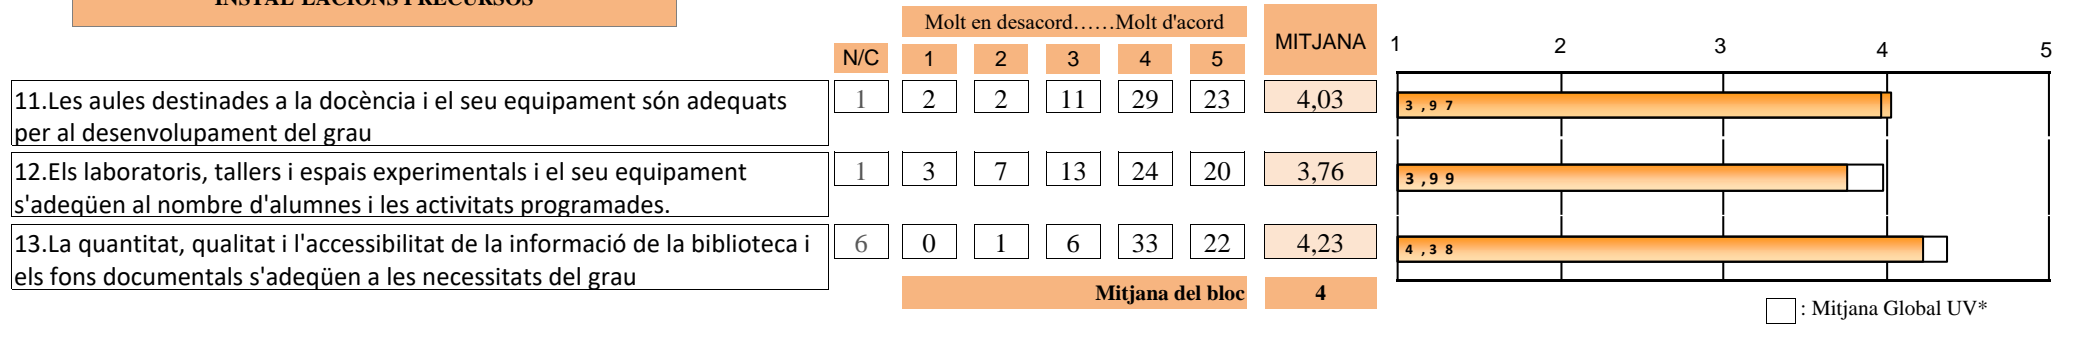 INSTAL·LACIONS I RECURSOS
Molt en desacord……Molt d'acord
N/C 1 2 3 4 5 MITJANA 1 2 3 4 5
11.Les aules destinades a la docència i el seu equipament són adequats
per al desenvolupament del grau
1 2 2 11 29 23 4,03 3,97
12.Els laboratoris, tallers i espais experimentals i el seu equipament
s'adeqüen al nombre d'alumnes i les activitats programades.
1 3 7 13 24 20 3,76 3,99
13.La quantitat, qualitat i l'accessibilitat de la informació de la biblioteca i
els fons documentals s'adeqüen a les necessitats del grau
6 0 1 6 33 22 4,23 4,38
Mitjana del bloc 4
: Mitjana Global UV*